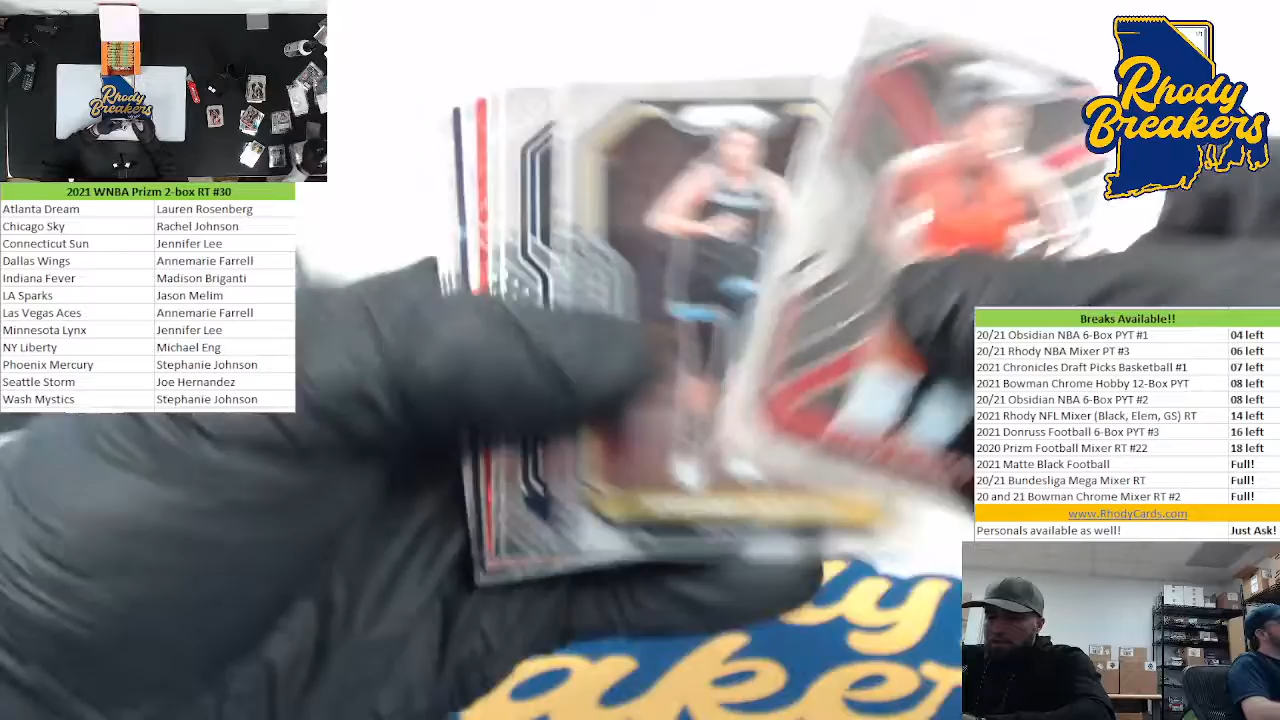 Rhody
Breakers
Rhody
Breakers
2021 WNBA Prizm 2-box RT #30
Atlanta Dream Lauren Rosenberg
Chicago Sky Rachel Johnson
Connecticut Sun Jennifer Lee
Dallas Wings Annemarie Farrell
Indiana Fever Madison Briganti
LA Sparks Jason Melim
Las Vegas Aces Annemarie Farrell
Minnesota Lynx Jennifer Lee
NY Liberty Michael Eng
Phoenix Mercury Stephanie Johnson
Seattle Storm Joe Hernandez
Wash Mystics Stephanie Johnson
Breaks Available!!
20/21 Obsidian NBA 6-Box PYT #1 04 left
20/21 Rhody NBA Mixer PT #3 06 left
2021 Chronicles Draft Picks Basketball #1 07 left
2021 Bowman Chrome Hobby 12-Box PYT 08 left
20/21 Obsidian NBA 6-Box PYT #2 08 left
2021 Rhody NFL Mixer (Black, Elem, GS) RT 14 left
2021 Donruss Football 6-Box PYT #3 16 left
2020 Prizm Football Mixer RT #22 18 left
2021 Matte Black Football Full!
20/21 Bundesliga Mega Mixer RT Full!
20 and 21 Bowman Chrome Mixer RT #2 Full!
www.RhodyCards.com
Personals available as well! Just Ask!